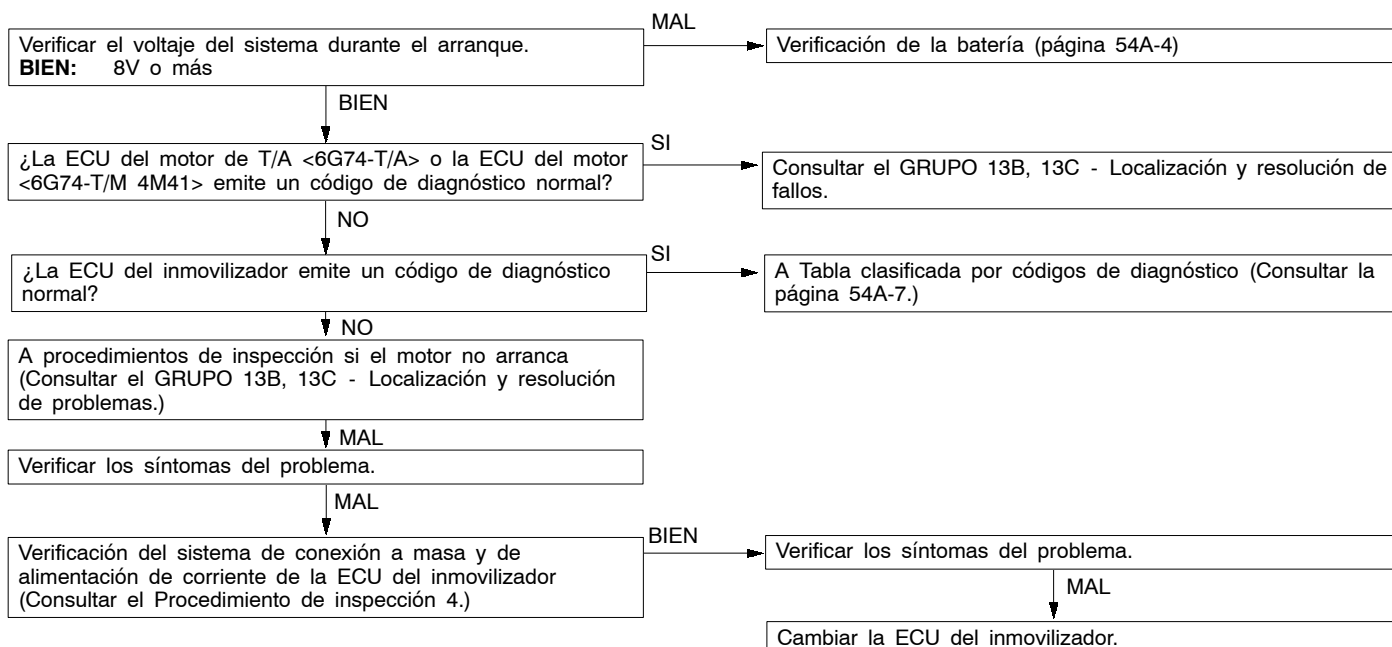 Verificar el voltaje del sistema durante el arranque.
BIEN: 8V o más
MAL
Verificación de la batería (página 54A-4)
BIEN
¿La ECU del motor de T/A <6G74-T/A> o la ECU del motor
<6G74-T/M 4M41> emite un código de diagnóstico normal?
SI
Consultar el GRUPO 13B, 13C - Localización y resolución de
fallos.
NO
¿La ECU del inmovilizador emite un código de diagnóstico
normal?
SI
A Tabla clasificada por códigos de diagnóstico (Consultar la
página 54A-7.)
NO
A procedimientos de inspección si el motor no arranca
(Consultar el GRUPO 13B, 13C - Localización y resolución
de problemas.)
MAL
Verificar los síntomas del problema.
MAL
Verificación del sistema de conexión a masa y de
alimentación de corriente de la ECU del inmovilizador
(Consultar el Procedimiento de inspección 4.)
BIEN
Verificar los síntomas del problema.
MAL
Cambiar la ECU del inmovilizador.